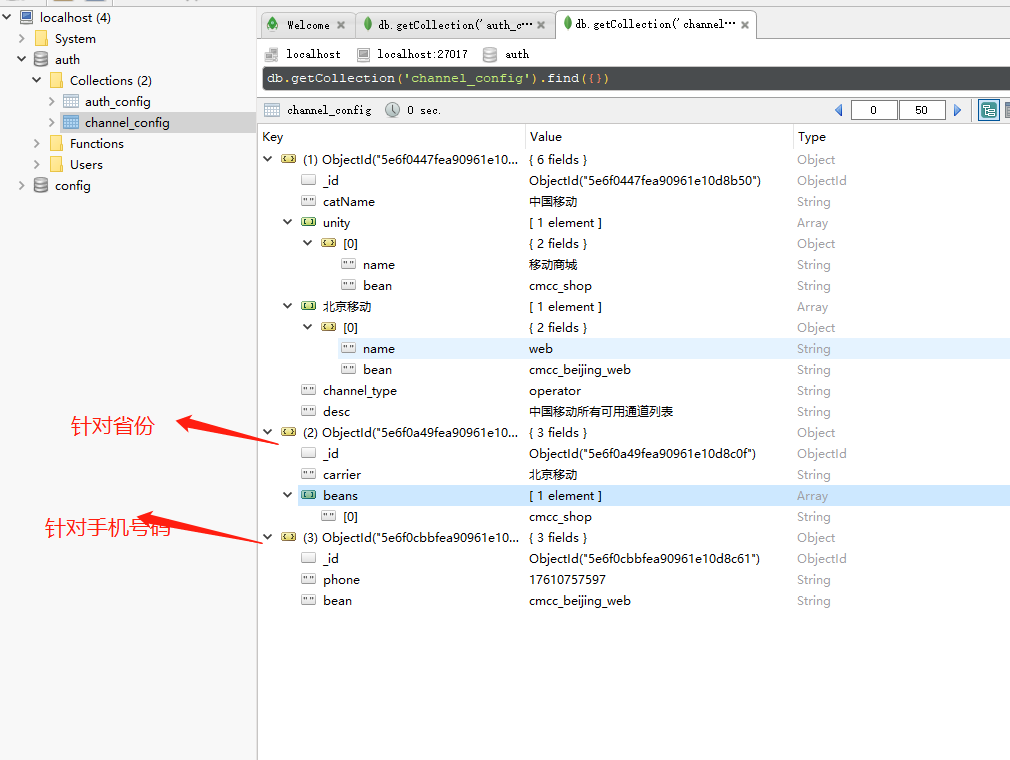 localhost (4)
System
auth
Collections (2)
auth_config
channel_config
Functions
Users
config
Welcome
db.getCollection('auth_c…
db.getCollection('channel…
localhost
localhost:27017
auth
db.getCollection('channel_config').find({})
channel_config
0 sec.
0
50
Key Value Type
(1) ObjectId("5e6f0447fea90961e10... { 6 fields } Object
_id ObjectId("5e6f0447fea90961e10d8b50") ObjectId
catName 中国移动 String
unity [ 1 element ] Array
[0] { 2 fields } Object
name 移动商城 String
bean cmcc_shop String
北京移动 [ 1 element ] Array
[0] { 2 fields } Object
name web String
bean cmcc_beijing_web String
channel_type operator String
desc 中国移动所有可用通道列表 String
针对省份
(2) ObjectId("5e6f0a49fea90961e10... { 3 fields } Object
_id ObjectId("5e6f0a49fea90961e10d8c0f") ObjectId
carrier 北京移动 String
beans [ 1 element ] Array
[0] cmcc_shop String
针对手机号码
(3) ObjectId("5e6f0cbbfea90961e10... { 3 fields } Object
_id ObjectId("5e6f0cbbfea90961e10d8c61") ObjectId
phone 17610757597 String
bean cmcc_beijing_web String